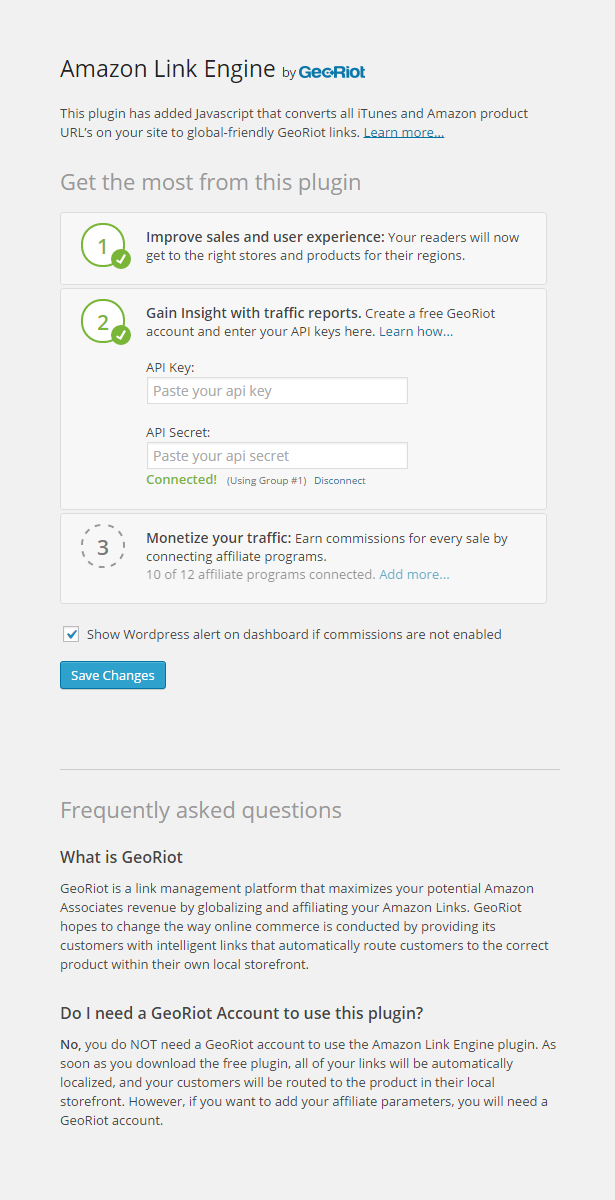 Amazon Link Engine by GeoRiot
This plugin has added Javascript that converts all iTunes and Amazon product
URL's on your site to global-friendly GeoRiot links. Learn more...
Get the most from this plugin
1
Improve sales and user experience: Your readers will now
get to the right stores and products for their regions.
2
Gain Insight with traffic reports. Create a free GeoRiot
account and enter your API keys here. Learn how...
API Key:
Paste your api key
API Secret:
Paste your api secret
Connected! (Using Group #1) Disconnect
3
Monetize your traffic: Earn commissions for every sale by
connecting affiliate programs.
10 of 12 affiliate programs connected. Add more...
Show Wordpress alert on dashboard if commissions are not enabled
Save Changes
Frequently asked questions
What is GeoRiot
GeoRiot is a link management platform that maximizes your potential Amazon
Associates revenue by globalizing and affiliating your Amazon Links. GeoRiot
hopes to change the way online commerce is conducted by providing its
customers with intelligent links that automatically route customers to the correct
product within their own local storefront.
Do I need a GeoRiot Account to use this plugin?
No, you do NOT need a GeoRiot account to use the Amazon Link Engine plugin. As
soon as you download the free plugin, all of your links will be automatically
localized, and your customers will be routed to the product in their local
storefront. However, if you want to add your affiliate parameters, you will need a
GeoRiot account.